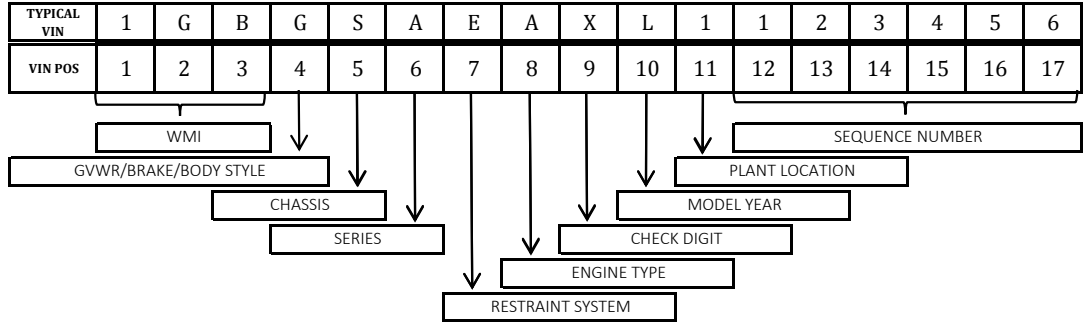 TYPICAL VIN 1 G B G S A E A X L 1 1 2 3 4 5 6
VIN POS 1 2 3 4 5 6 7 8 9 10 11 12 13 14 15 16 17
WMI SEQUENCE NUMBER
GVWR/BRAKE/BODY STYLE PLANT LOCATION
CHASSIS MODEL YEAR
SERIES CHECK DIGIT
ENGINE TYPE
RESTRAINT SYSTEM